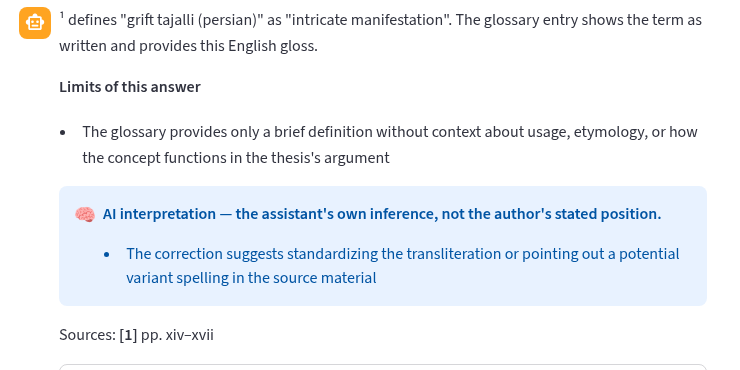 ¹ defines "grift tajalli (persian)" as "intricate manifestation". The glossary entry shows the term as
written and provides this English gloss.
Limits of this answer
• The glossary provides only a brief definition without context about usage, etymology, or how
the concept functions in the thesis's argument
🧠 AI interpretation — the assistant's own inference, not the author's stated position.
• The correction suggests standardizing the transliteration or pointing out a potential
variant spelling in the source material
Sources: [1] pp. xiv–xvii